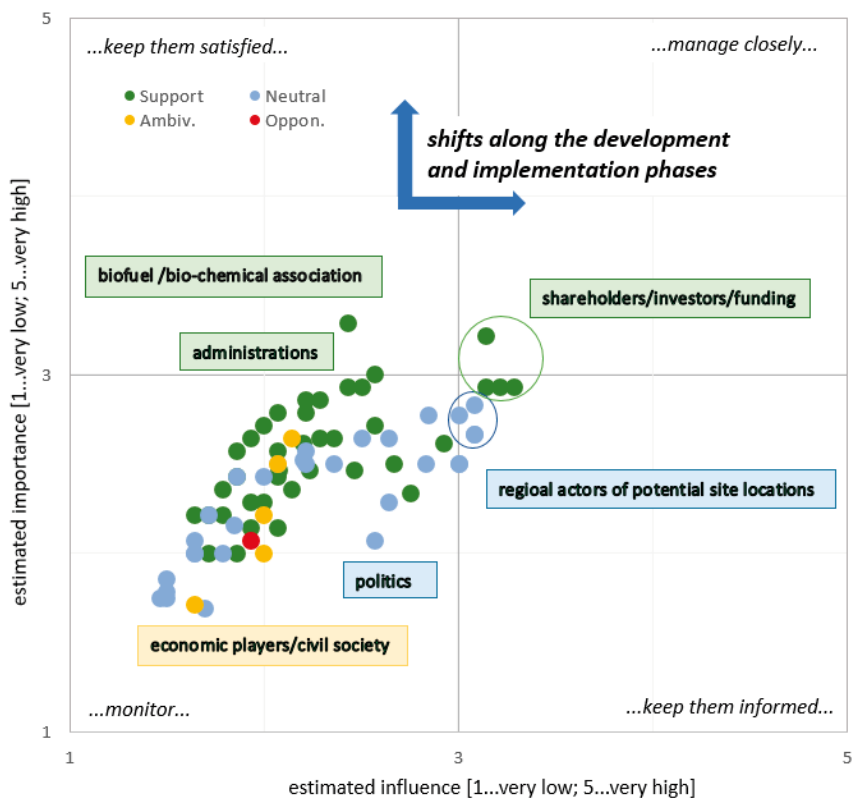 5
...keep them satisfied...
...manage closely...
Support
Neutral
Ambiv.
Oppon.
shifts along the development
and implementation phases
estimated importance [1...very low; 5...very high]
biofuel /bio-chemical association
shareholders/investors/funding
administrations
3
regioal actors of potential site locations
politics
economic players/civil society
...monitor...
...keep them informed...
1
1
3
5
estimated influence [1...very low; 5...very high]